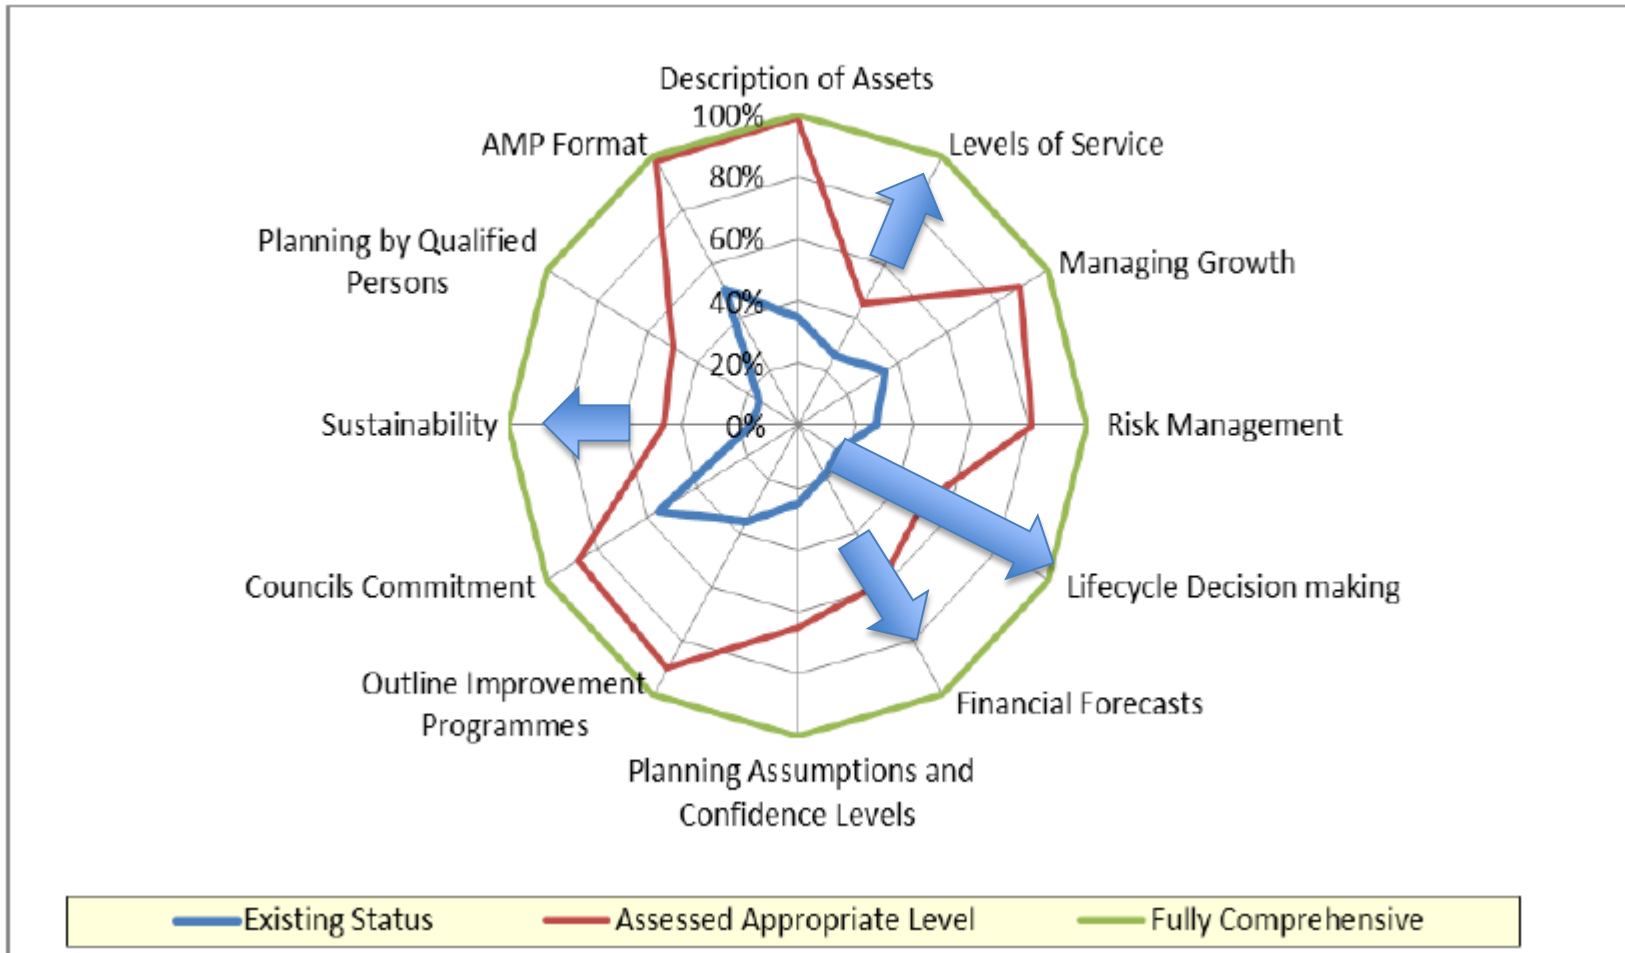 Description of Assets
100%
AMP Format
Levels of Service
80%
Planning by Qualified
Persons
60%
Managing Growth
40%
20%
Sustainability
0%
Risk Management
Councils Commitment
Lifecycle Decision making
Outline Improvement
Programmes
Financial Forecasts
Planning Assumptions and
Confidence Levels
Existing Status
Assessed Appropriate Level
Fully Comprehensive